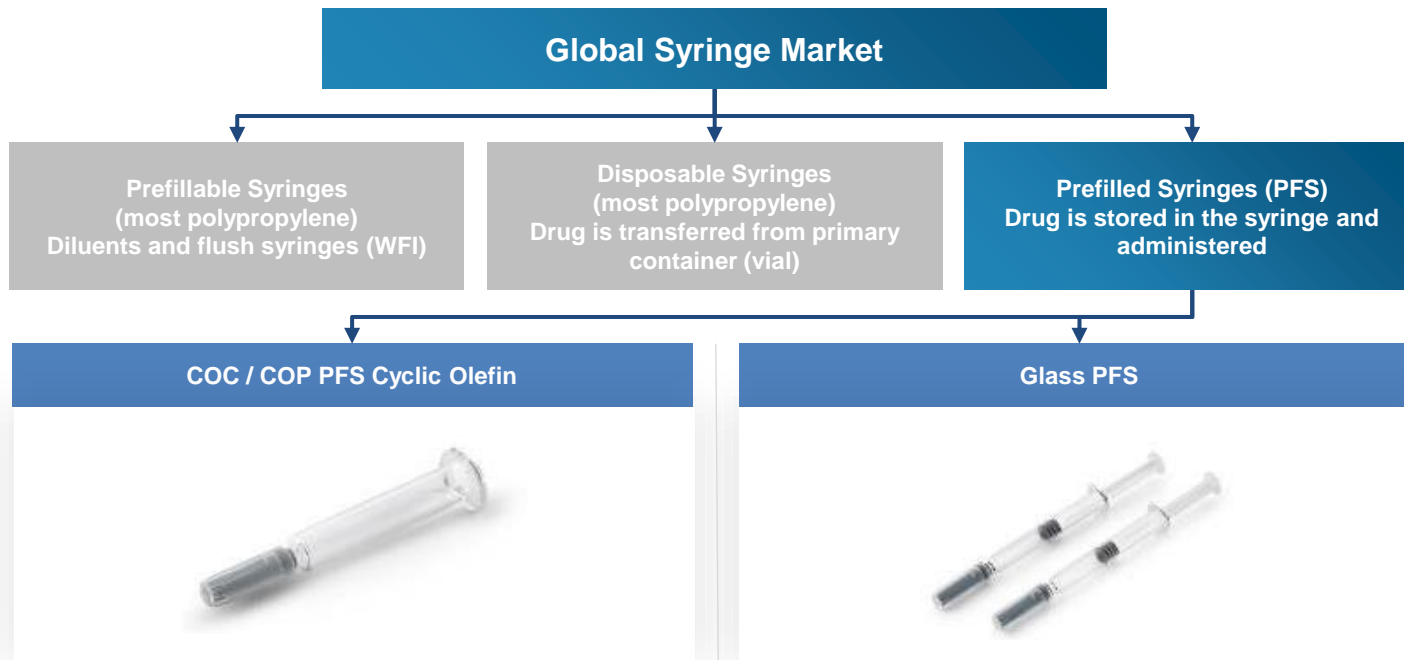 Global Syringe Market
Prefillable Syringes
(most polypropylene)
Diluents and flush syringes (WFI)
Disposable Syringes
(most polypropylene)
Drug is transferred from primary
container (vial)
Prefilled Syringes (PFS)
Drug is stored in the syringe and
administered
COC / COP PFS Cyclic Olefin
Glass PFS